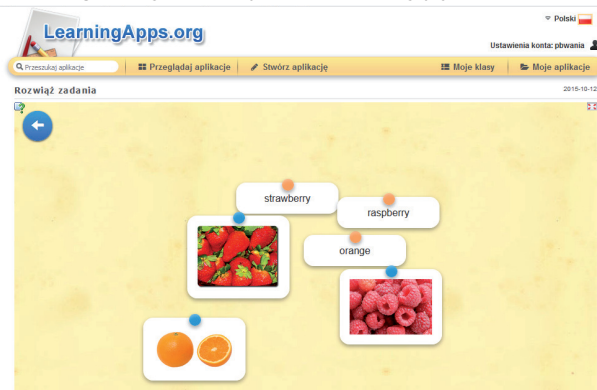 Polski
LearningApps.org
Ustawienia konta: pbwania
Przeszukaj aplikacje
Przeglądaj aplikacje
Stwórz aplikację
Moje klasy
Moje aplikacje
Rozwiąż zadania
2015-10-12
strawberry
raspberry
orange